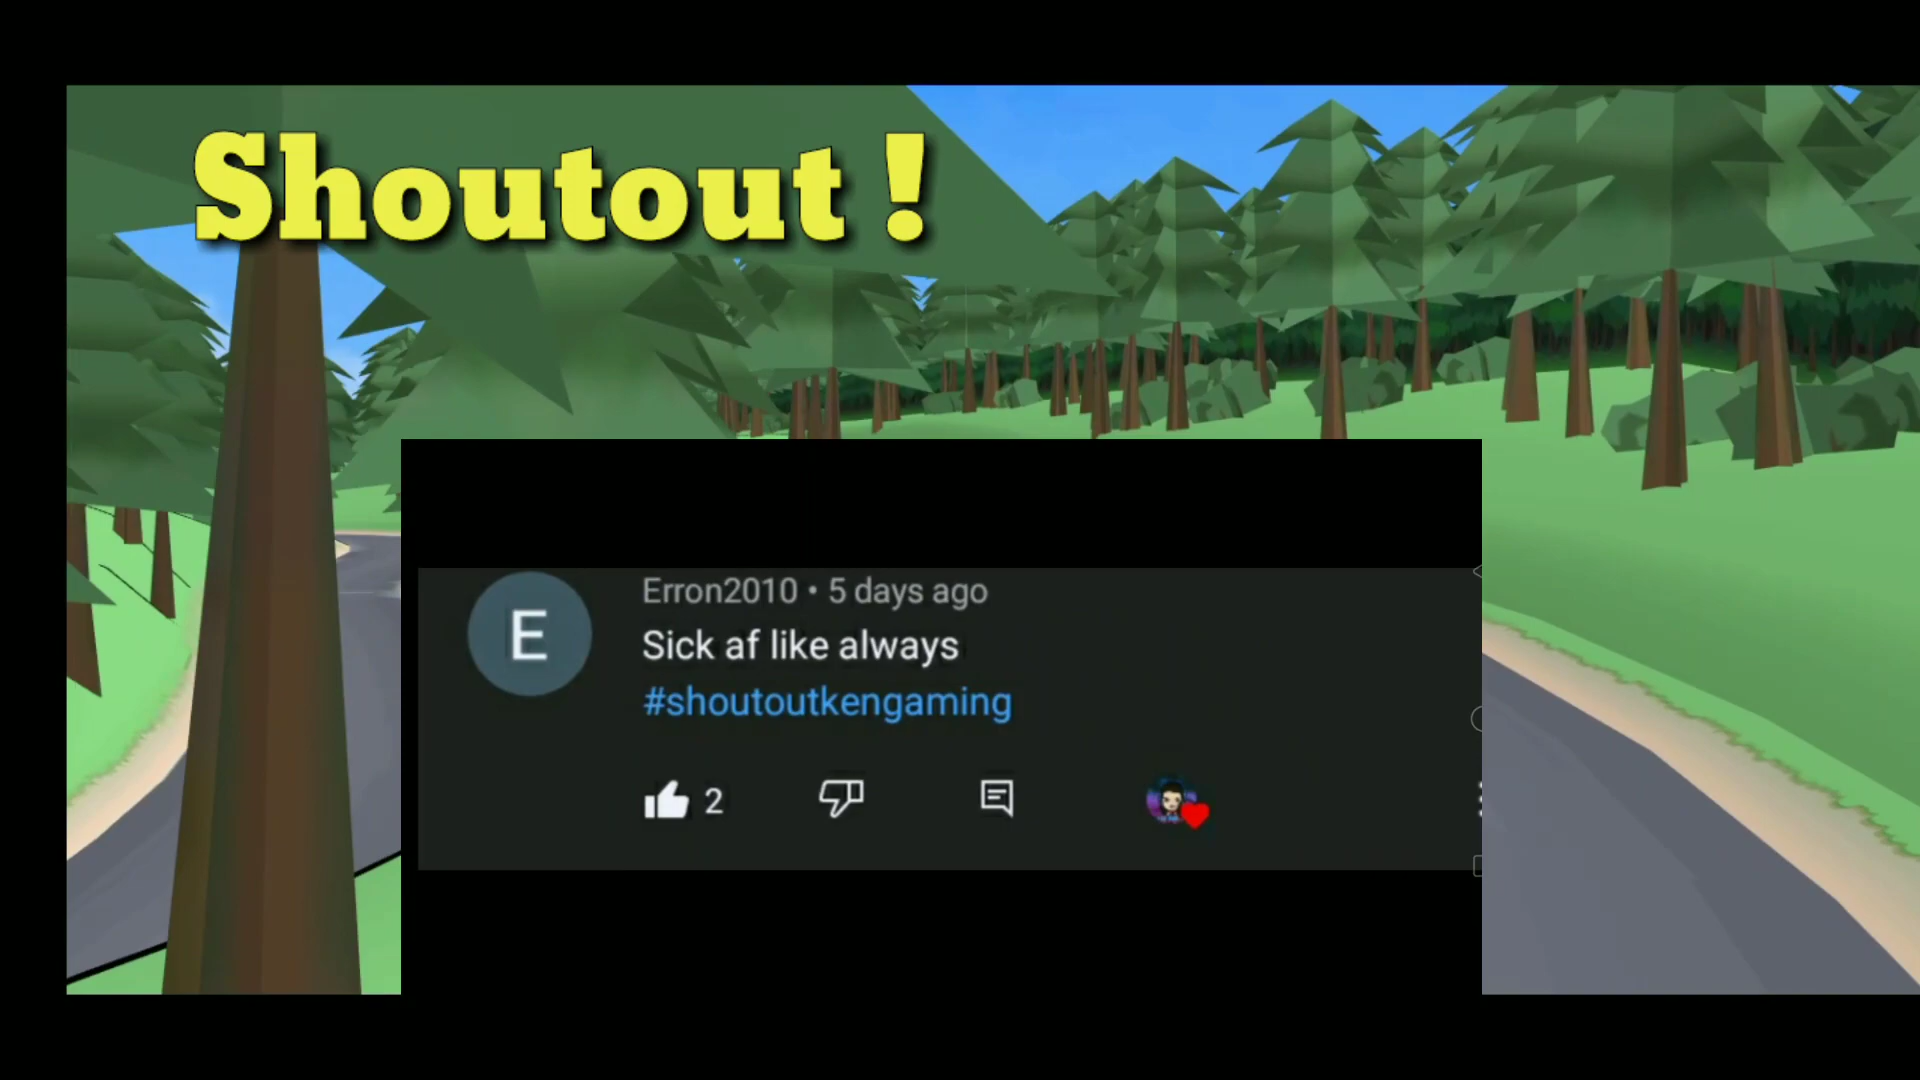 Shoutout !
E
Erron2010 • 5 days ago
Sick af like always
#shoutoutkengaming
2